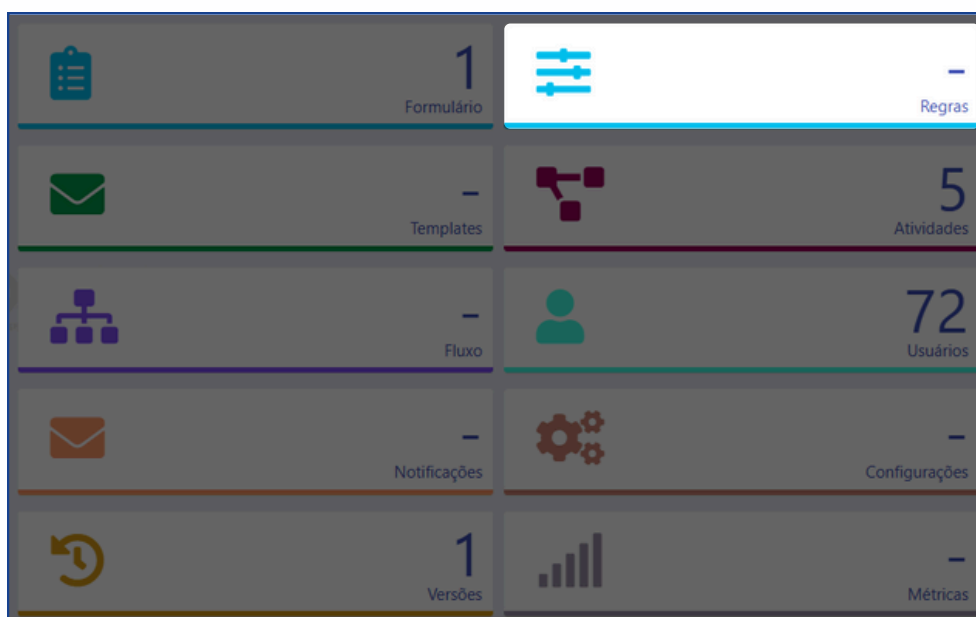 1
Formulário
-
Regras
-
Templates
5
Atividades
-
Fluxo
72
Usuários
-
Notificações
-
Configurações
1
Versões
-
Métricas